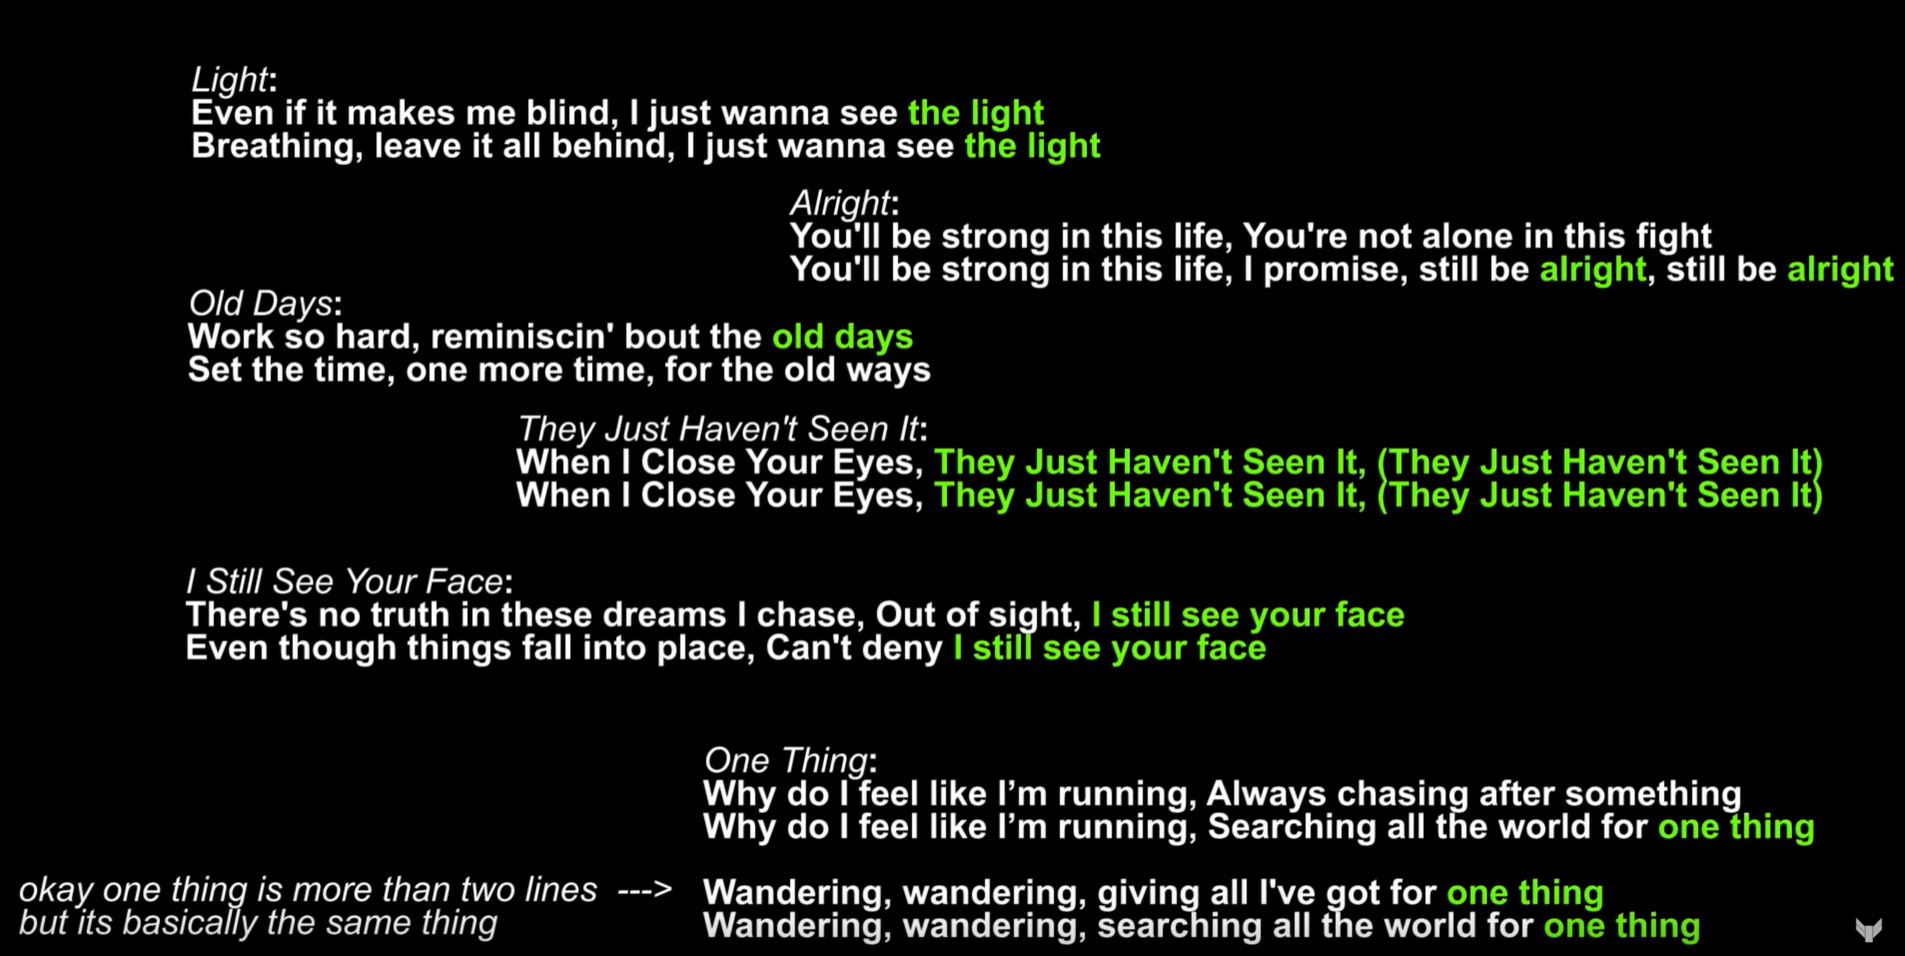 Light:
Even if it makes me blind, I just wanna see the light
Breathing, leave it all behind, I just wanna see the light
Alright:
You'll be strong in this life, You're not alone in this fight
You'll be strong in this life, I promise, still be alright, still be alright
Old Days:
Work so hard, reminiscin' bout the old days
Set the time, one more time, for the old ways
They Just Haven't Seen It:
When I Close Your Eyes, They Just Haven't Seen It, (They Just Haven't Seen It)
When I Close Your Eyes, They Just Haven't Seen It, (They Just Haven't Seen It)
I Still See Your Face:
There's no truth in these dreams I chase, Out of sight, I still see your face
Even though things fall into place, Can't deny I still see your face
One Thing:
Why do I feel like I’m running, Always chasing after something
Why do I feel like I’m running, Searching all the world for one thing
okay one thing is more than two lines --->
but its basically the same thing
Wandering, wandering, giving all I've got for one thing
Wandering, wandering, searching all the world for one thing